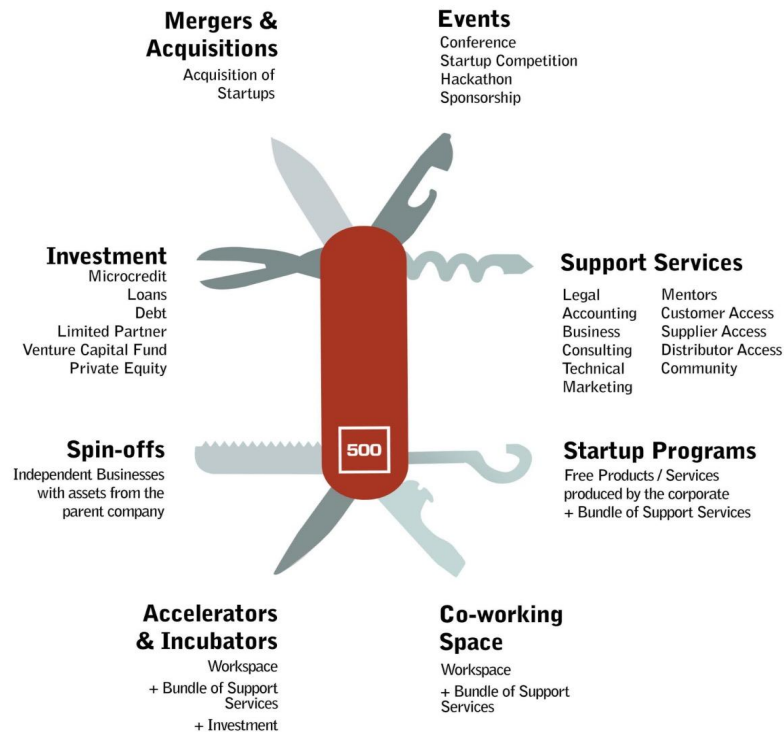 Mergers &
Acquisitions
Acquisition of
Startups
Events
Conference
Startup Competition
Hackathon
Sponsorship
Investment
Microcredit
Loans
Debt
Limited Partner
Venture Capital Fund
Private Equity
Support Services
Legal
Accounting
Business
Consulting
Technical
Marketing
Mentors
Customer Access
Supplier Access
Distributor Access
Community
Spin-offs
Independent Businesses
with assets from the
parent company
500
Startup Programs
Free Products / Services
produced by the corporate
+ Bundle of Support Services
Accelerators
& Incubators
Workspace
+ Bundle of Support
Services
+ Investment
Co-working
Space
Workspace
+ Bundle of Support
Services